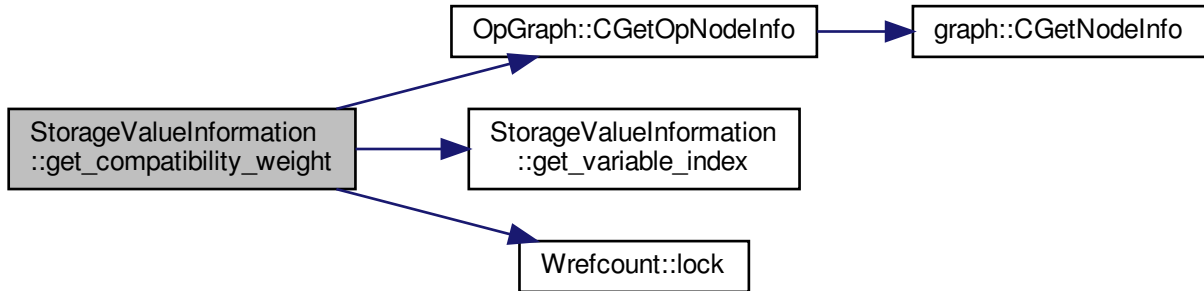 OpGraph::CGetOpNodeInfo
graph::CGetNodeInfo
StorageValueInformation
::get_compatibility_weight
StorageValueInformation
::get_variable_index
Wrefcount::lock